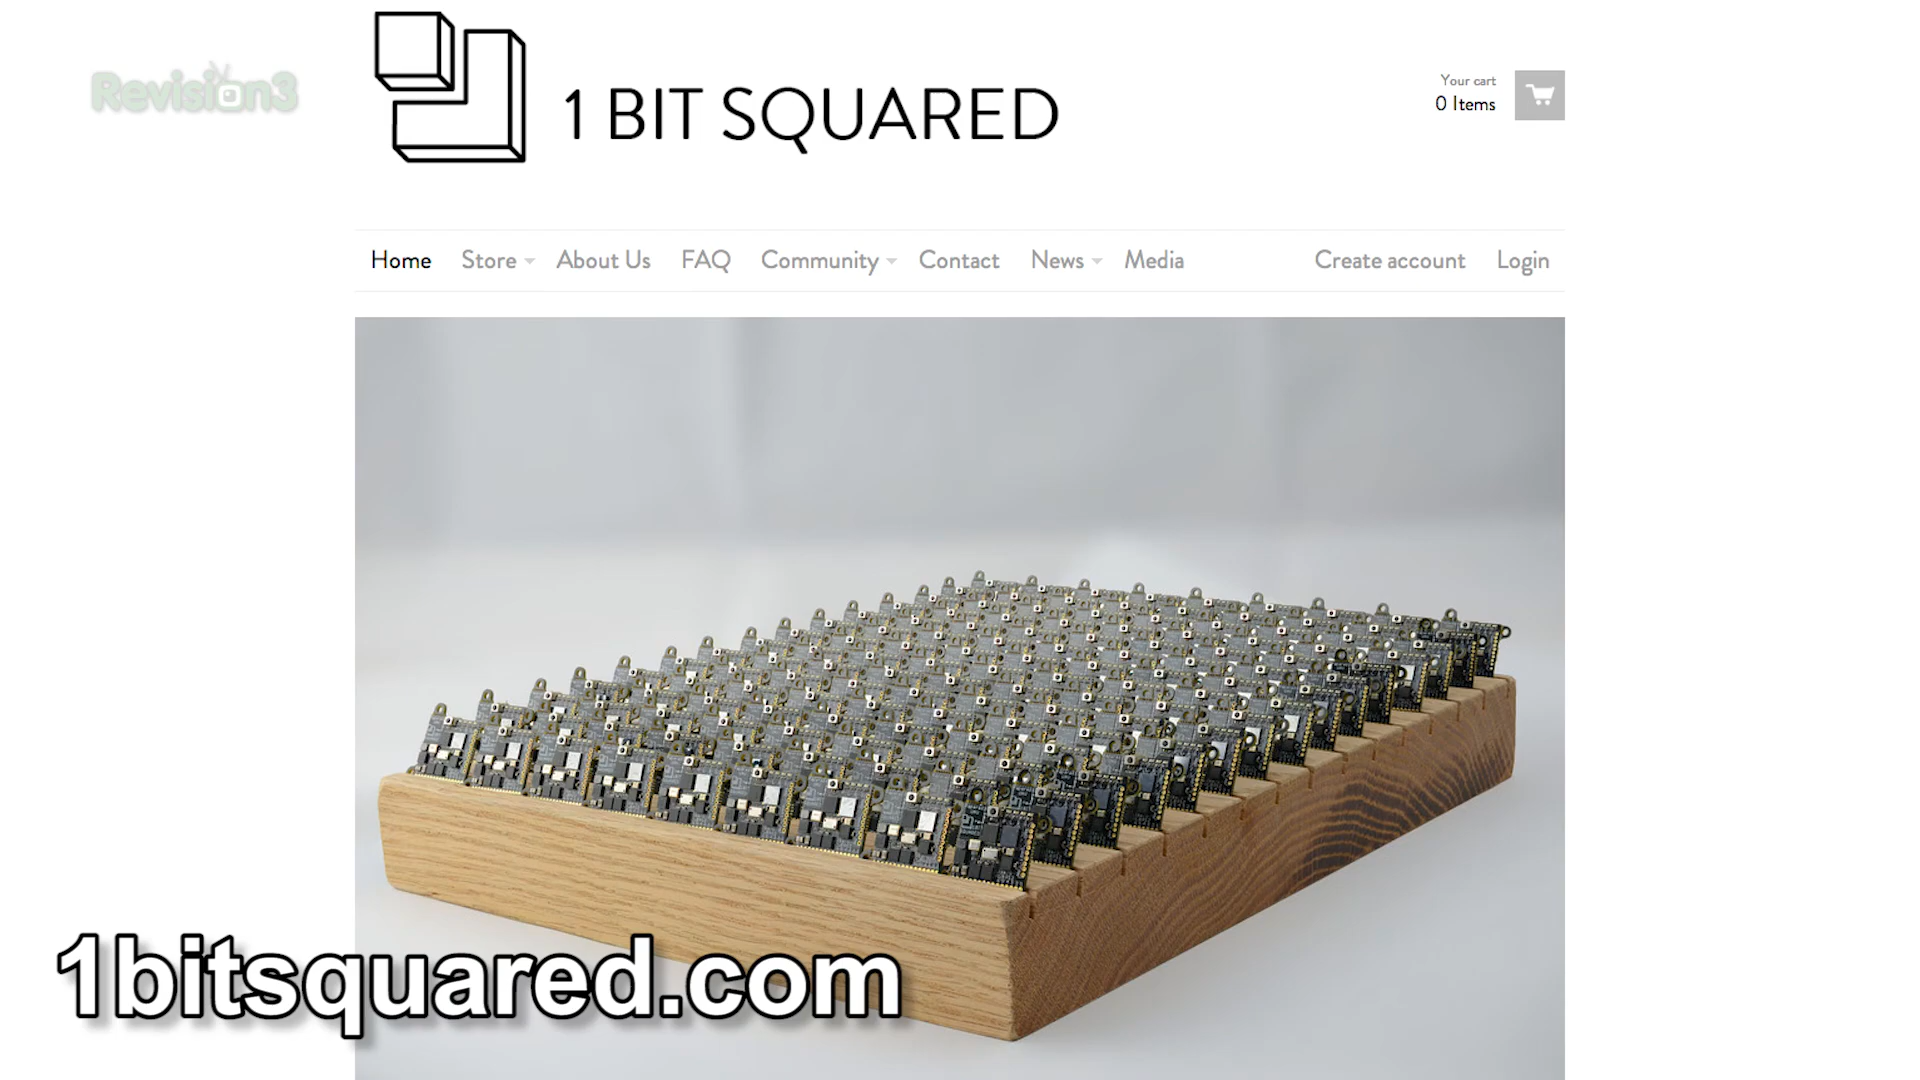 Revision3
1 BIT SQUARED
Your cart
0 Items
Home Store About Us FAQ Community Contact News Media Create account Login
1bitsquared.com